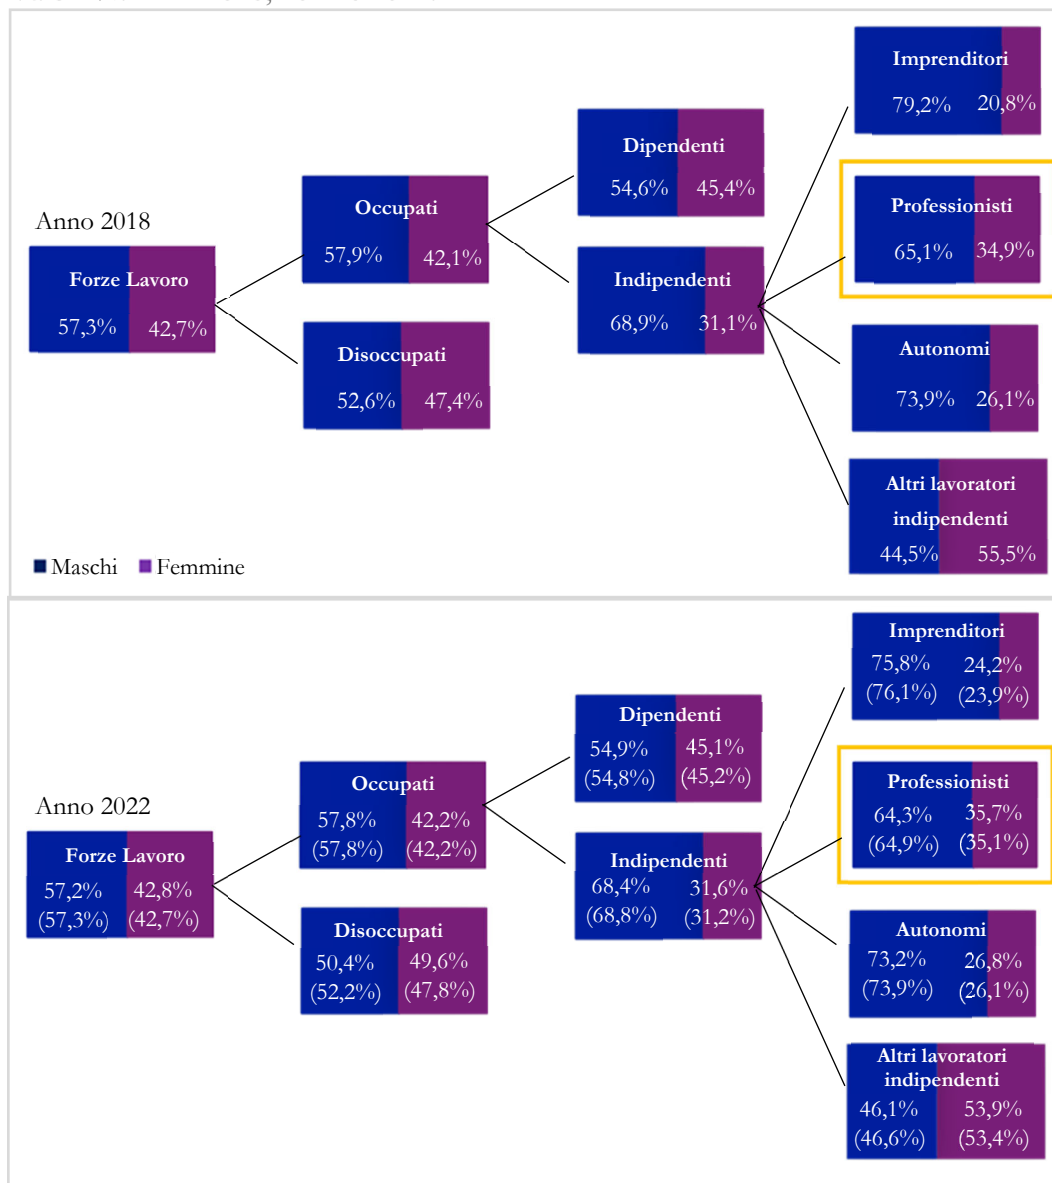 Imprenditori
79,2% 20,8%
Dipendenti
54,6% 45,4%
Professionisti
65,1% 34,9%
Occupati
57,9% 42,1%
Anno 2018
Forze Lavoro
57,3% 42,7%
Indipendenti
68,9% 31,1%
Disoccupati
52,6% 47,4%
Autonomi
73,9% 26,1%
Altri lavoratori
indipendenti
44,5% 55,5%
Maschi Femmine
Imprenditori
75,8% 24,2%
(76,1%) (23,9%)
Dipendenti
54,9% 45,1%
(54,8%) (45,2%)
Professionisti
64,3% 35,7%
(64,9%) (35,1%)
Occupati
57,8% 42,2%
(57,8%) (42,2%)
Anno 2022
Forze Lavoro
57,2% 42,8%
(57,3%) (42,7%)
Indipendenti
68,4% 31,6%
(68,8%) (31,2%)
Disoccupati
50,4% 49,6%
(52,2%) (47,8%)
Autonomi
73,2% 26,8%
(73,9%) (26,1%)
Altri lavoratori
indipendenti
46,1% 53,9%
(46,6%) (53,4%)